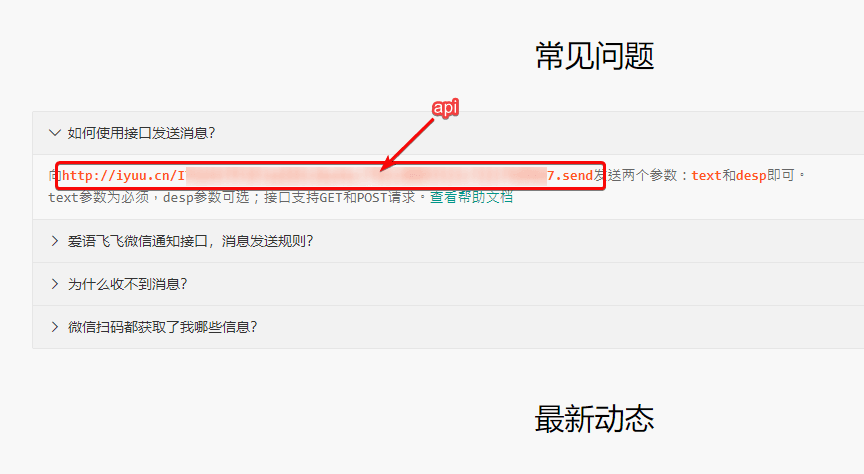 常见问题
api
如何使用接口发送消息?
向http://iyuu.cn/I 7.send发送两个参数：text和desp即可。
text参数为必须，desp参数可选；接口支持GET和POST请求。查看帮助文档
爱语飞飞微信通知接口，消息发送规则?
为什么收不到消息?
微信扫码都获取了我哪些信息?
最新动态